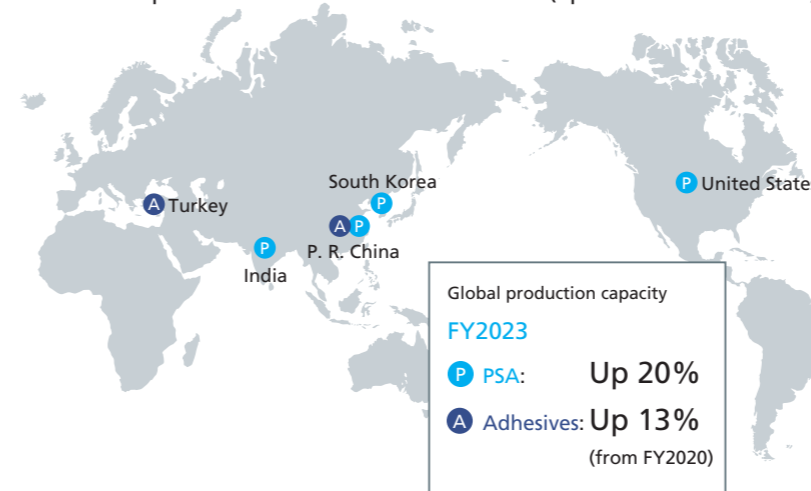 South Korea
P
P United State
A Turkey
A P
P. R. China
P
India
Global production capacity
FY2023
P PSA: Up 20%
A Adhesives: Up 13%
(from FY2020)